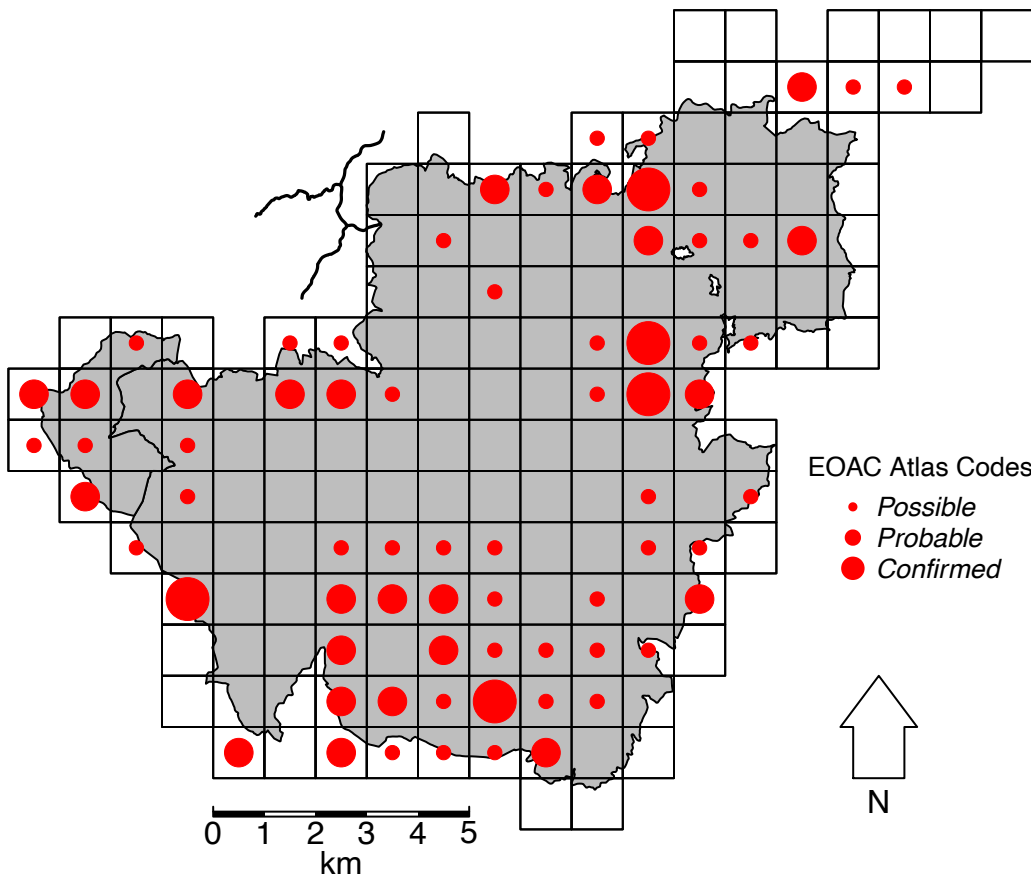 EOAC Atlas Codes
Possible
Probable
Confirmed
N
0 1 2 3 4 5
km